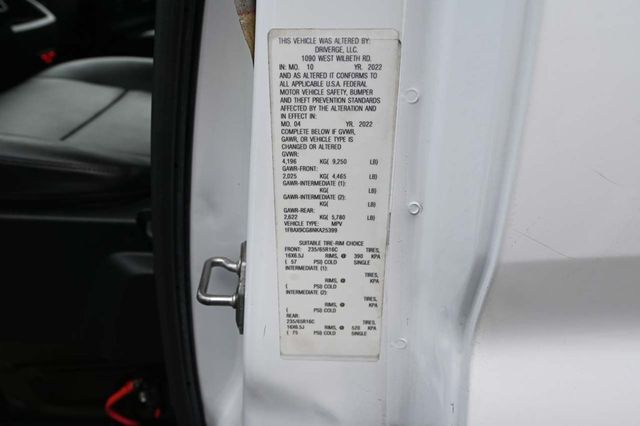 THIS VEHICLE WAS ALTERED BY:
DRIVERGE, LLC.
1090 WEST WILBETH RD.
IN: MO. 10 YR. 2022
AND AS ALTERED IT CONFORMS TO
ALL APPLICABLE U.S.A. FEDERAL
MOTOR VEHICLE SAFETY, BUMPER
AND THEFT PREVENTION STANDARDS
AFFECTED BY THE ALTERATION AND
IN EFFECT IN:
MO. 04 YR. 2022
COMPLETE BELOW IF GVWR,
GAWR, OR VEHICLE TYPE IS
CHANGED OR ALTERED
GVWR:
4,196 KG( 9,250 LB)
GAWR-FRONT:
2,025 KG( 4,465 LB)
GAWR-INTERMEDIATE (1):
KG( LB)
GAWR-INTERMEDIATE (2):
KG( LB)
GAWR-REAR:
2,622 KG( 5,780 LB)
VEHICLE TYPE: MPV
1FBAX9CG8NKA25399
SUITABLE TIRE-RIM CHOICE
FRONT: 235/65R16C TIRES,
16X6.5J RIMS, @ 390 KPA
( 57 PSI) COLD SINGLE
INTERMEDIATE (1):
TIRES,
RIMS, @ KPA
( PSI) COLD
INTERMEDIATE (2):
TIRES,
RIMS, @ KPA
( PSI) COLD
REAR:
235/65R16C TIRES,
16X6.5J RIMS, @ 520 KPA
( 75 PSI) COLD SINGLE